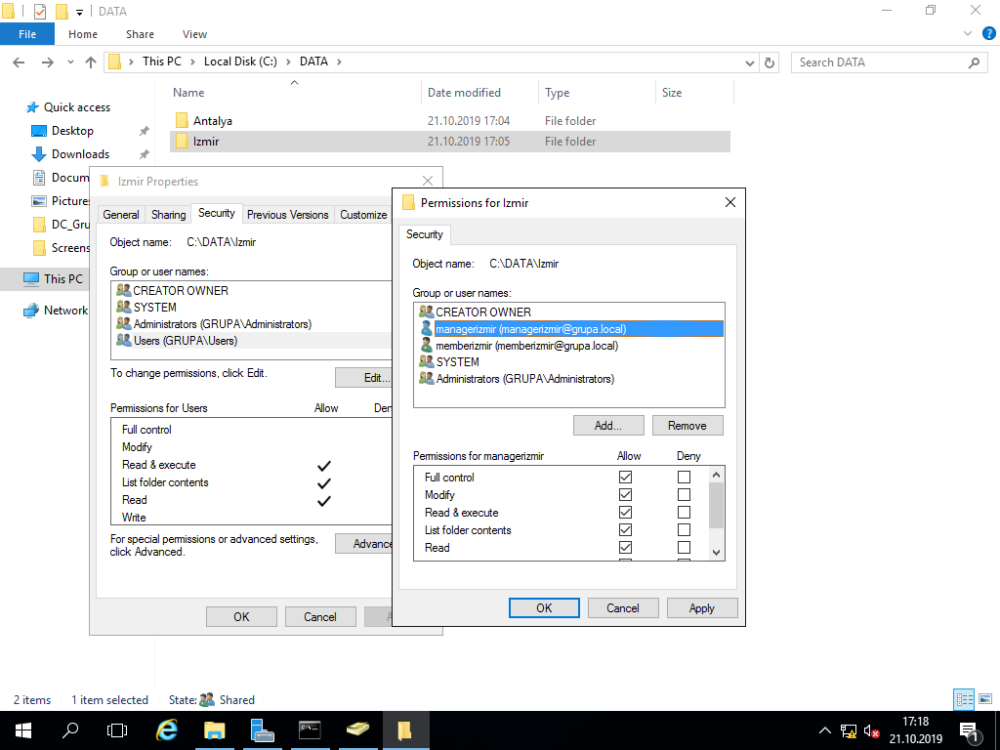 DATA
File Home Share View
This PC Local Disk (C:) DATA
Search DATA
Name Date modified Type Size
Quick access
Desktop
Downloads
Docum
Pictures
DC_Gru
Screens
This PC
Network
Antalya 21.10.2019 17:04 File folder
Izmir 21.10.2019 17:05 File folder
Izmir Properties
General Sharing Security Previous Versions Customize
Object name: C:\DATA\Izmir
Group or user names:
CREATOR OWNER
SYSTEM
Administrators (GRUPA\Administrators)
Users (GRUPA\Users)
To change permissions, click Edit.
Edit...
Permissions for Users Allow Den
Full control
Modify
Read & execute
List folder contents
Read
Write
For special permissions or advanced settings,
click Advanced.
Advance
OK Cancel A
Permissions for Izmir
Security
Object name: C:\DATA\Izmir
Group or user names:
CREATOR OWNER
managerizmir (managerizmir@grupa.local)
memberizmir (memberizmir@grupa.local)
SYSTEM
Administrators (GRUPA\Administrators)
Add... Remove
Permissions for managerizmir Allow Deny
Full control
Modify
Read & execute
List folder contents
Read
OK Cancel Apply
2 items 1 item selected State: Shared
17:18
21.10.2019
1